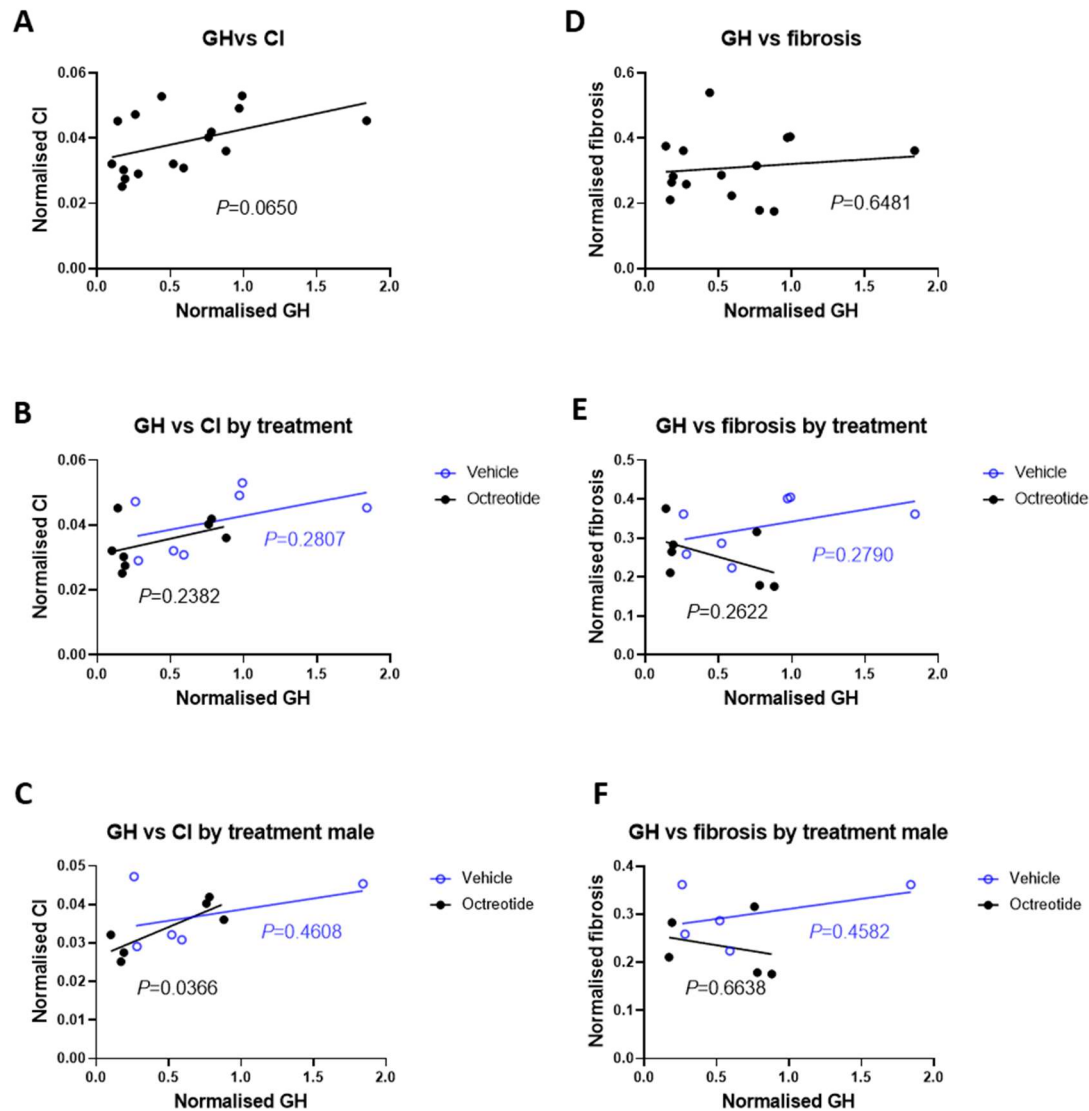 A
GHvs CI
Normalised CI
0.06
0.04
0.02
0.00
P=0.0650
0.0 0.5 1.0 1.5 2.0
Normalised GH
D
GH vs fibrosis
Normalised fibrosis
0.6
0.4
0.2
0.0
P=0.6481
0.0 0.5 1.0 1.5 2.0
Normalised GH
B
GH vs CI by treatment
Normalised CI
0.06
0.04
0.02
0.00
Vehicle
Octreotide
P=0.2807
P=0.2382
0.0 0.5 1.0 1.5 2.0
Normalised GH
E
GH vs fibrosis by treatment
Normalised fibrosis
0.5
0.4
0.3
0.2
0.1
0.0
Vehicle
Octreotide
P=0.2790
P=0.2622
0.0 0.5 1.0 1.5 2.0
Normalised GH
C
GH vs CI by treatment male
Normalised CI
0.05
0.04
0.03
0.02
0.01
0.00
Vehicle
Octreotide
P=0.4608
P=0.0366
0.0 0.5 1.0 1.5 2.0
Normalised GH
F
GH vs fibrosis by treatment male
Normalised fibrosis
0.4
0.3
0.2
0.1
0.0
Vehicle
Octreotide
P=0.4582
P=0.6638
0.0 0.5 1.0 1.5 2.0
Normalised GH